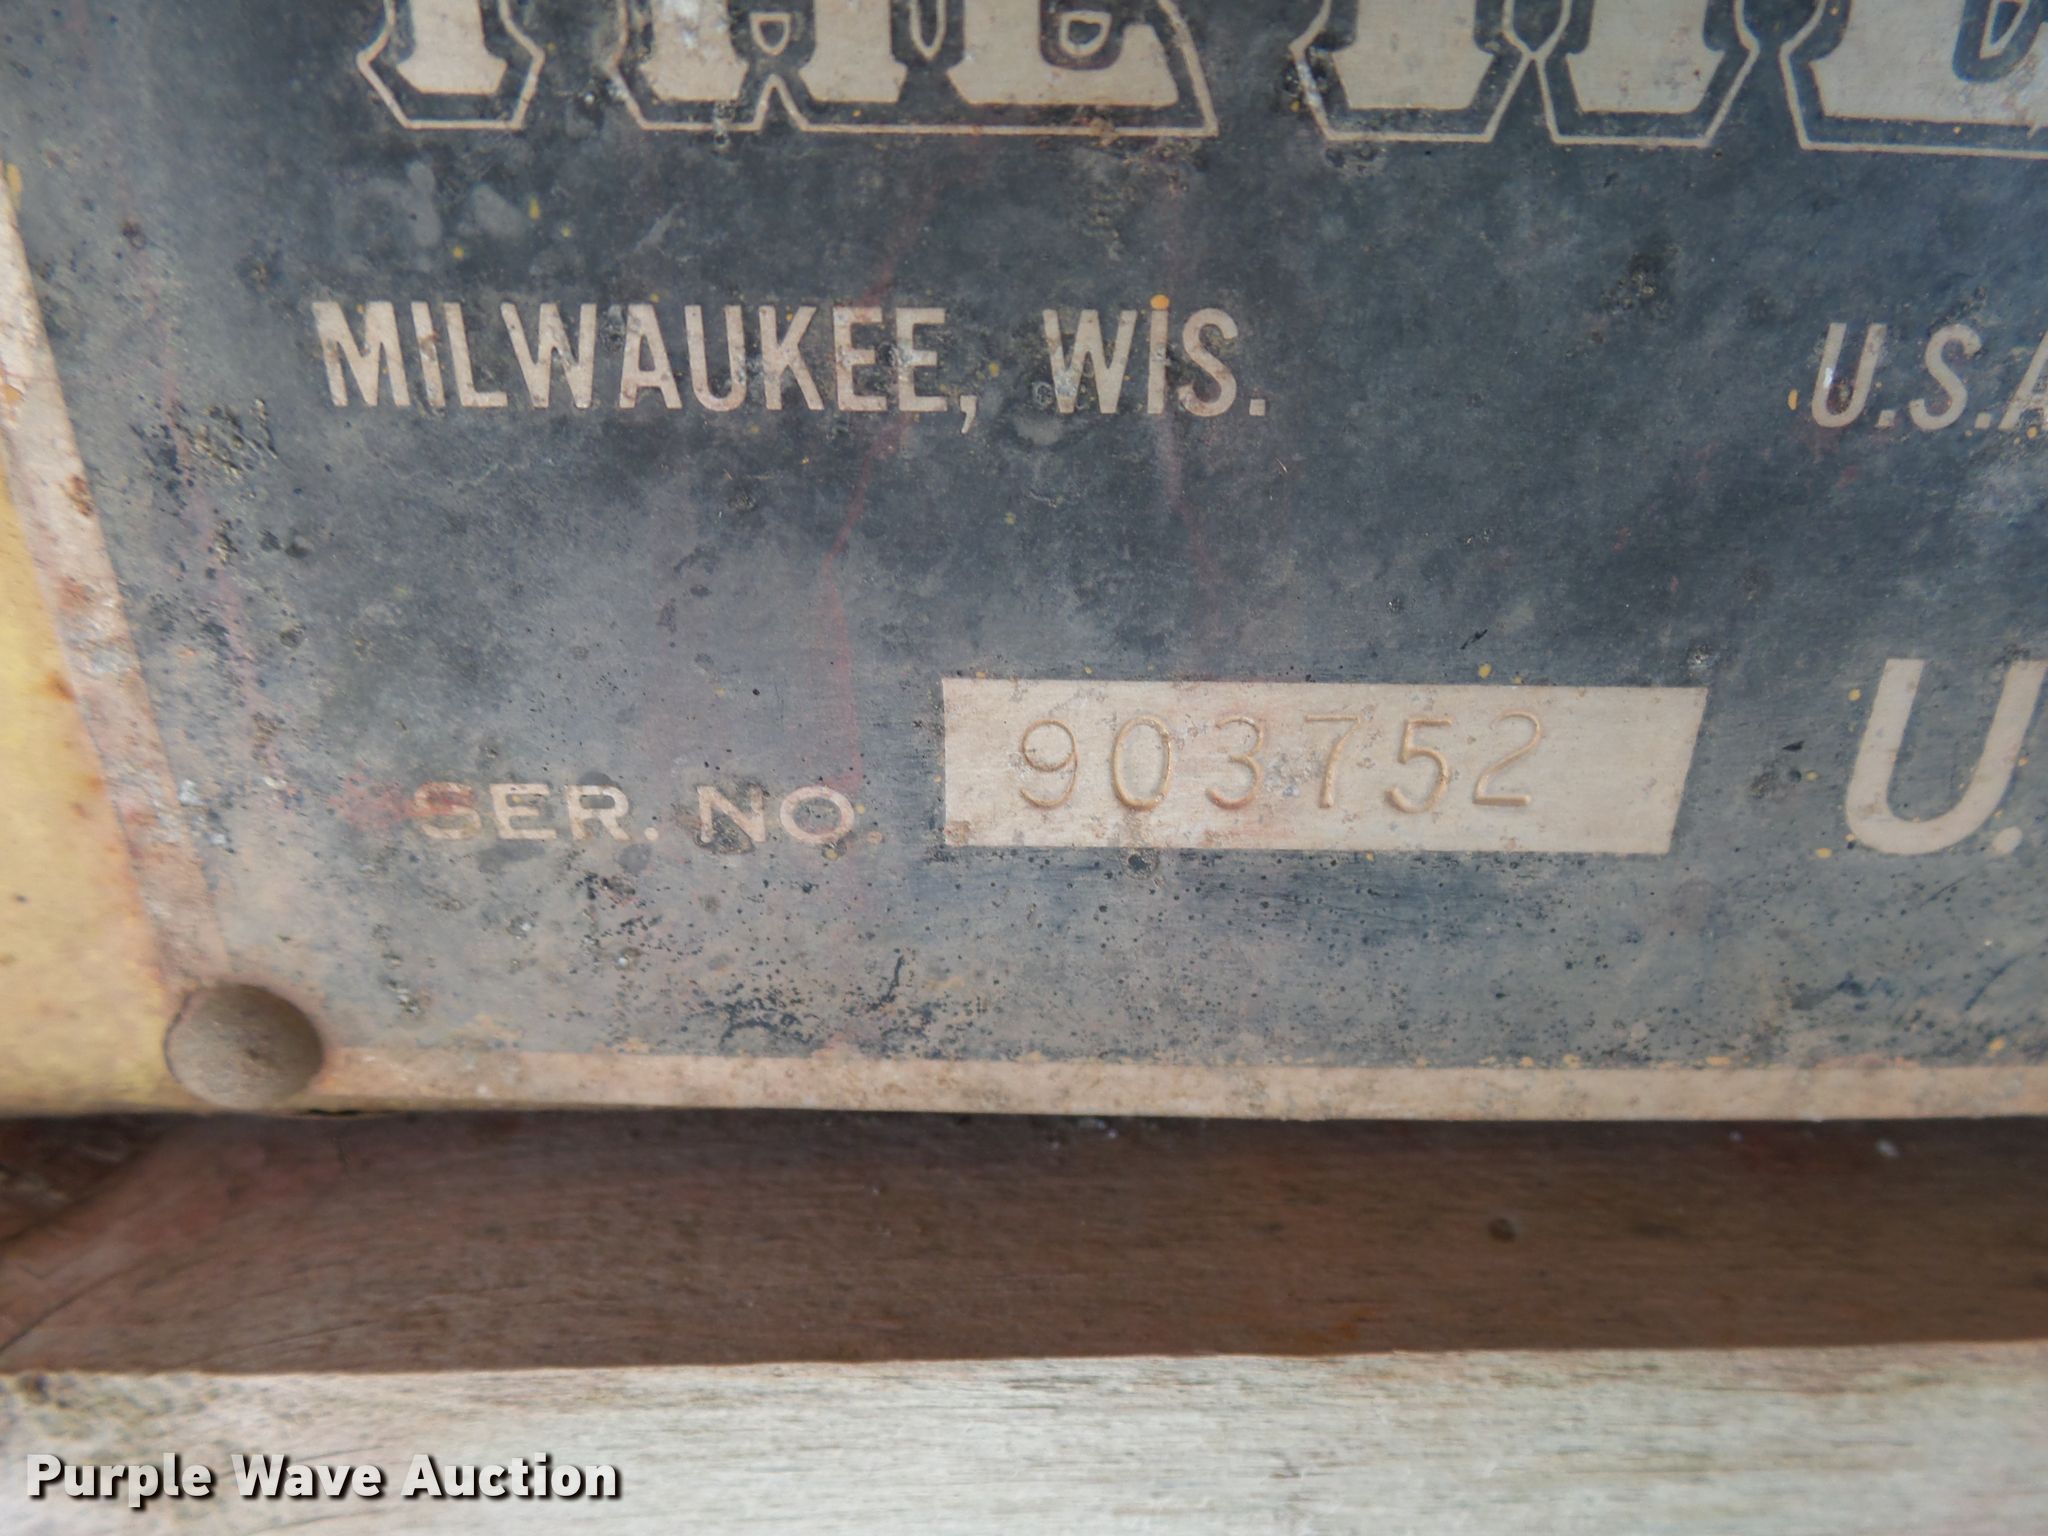 MILWAUKEE, WIS. U.S.A
SER. NO. 903752 U.
Purple Wave Auction